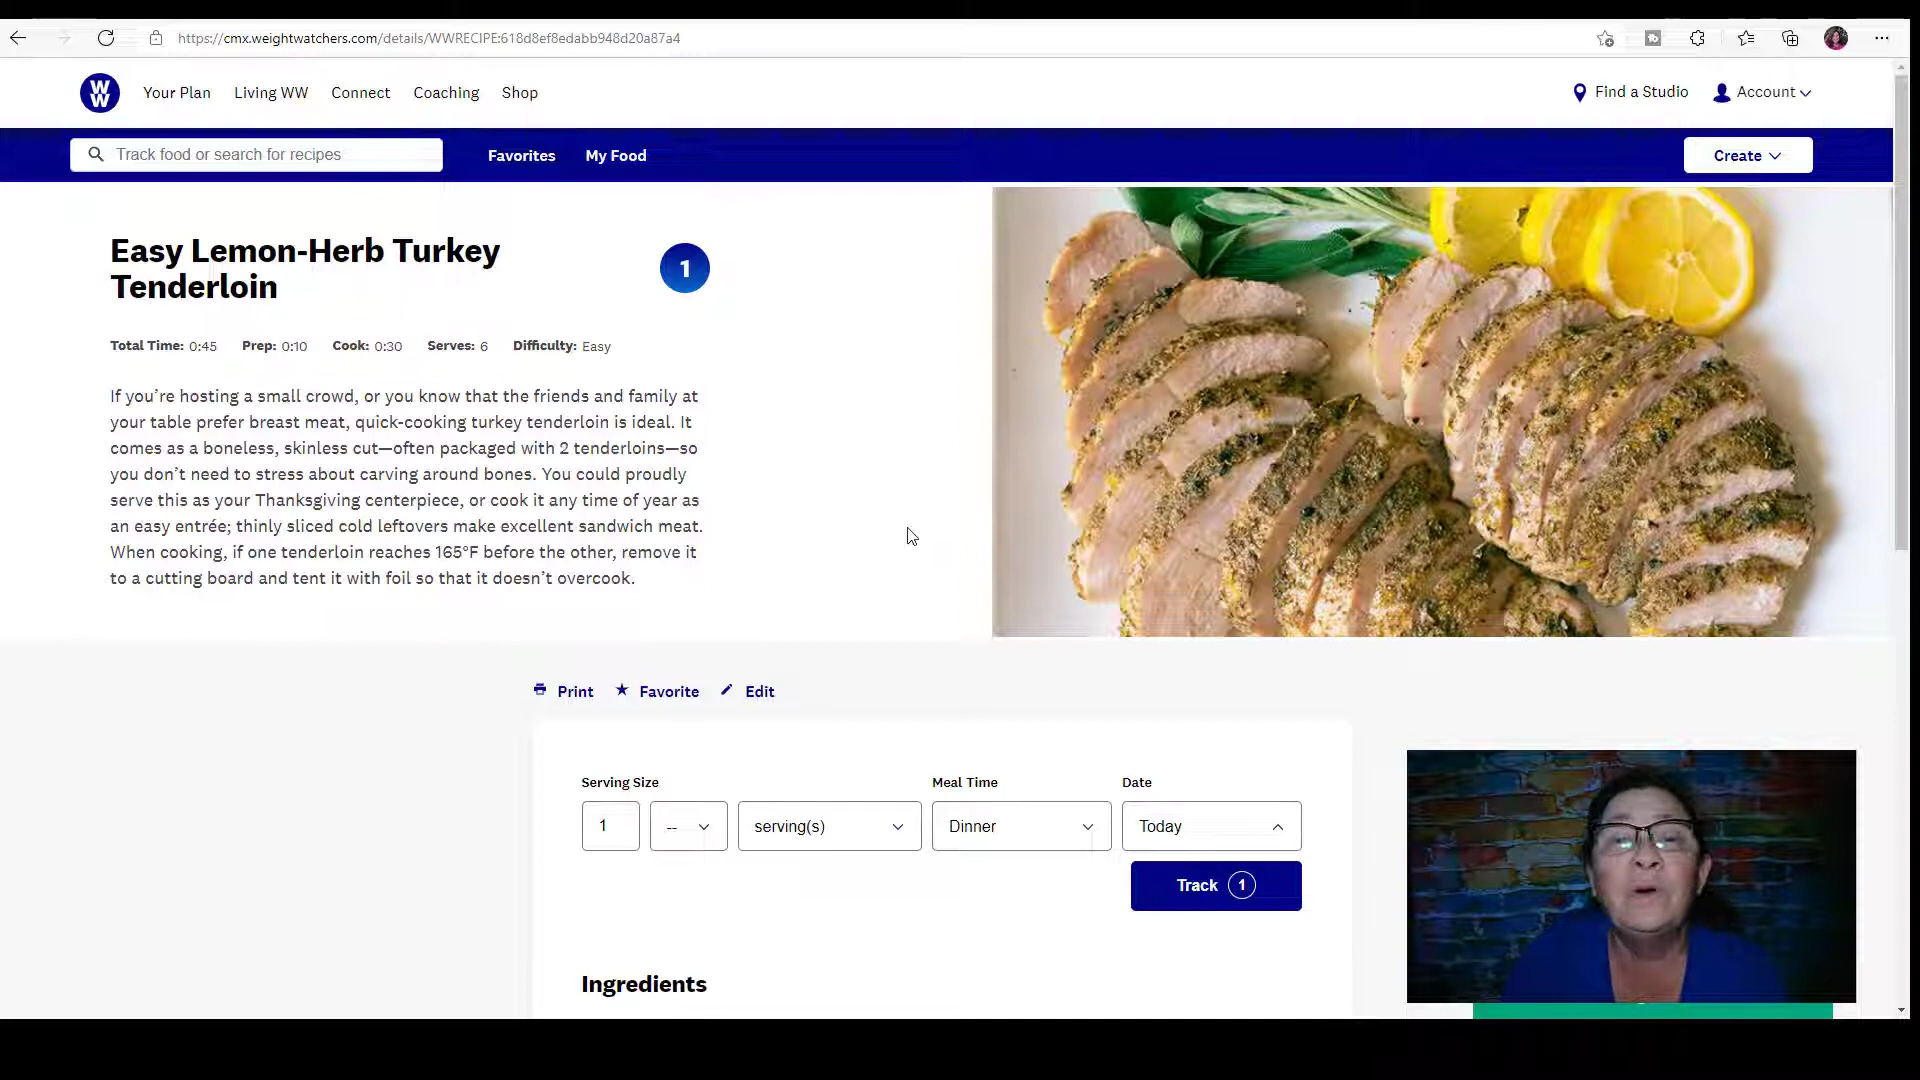 https://cmx.weightwatchers.com/details/WWRECIPE:618d8ef8edabb948d20a87a4
WW
Your Plan
Living WW
Connect
Coaching
Shop
Find a Studio
Account
Track food or search for recipes
Favorites
My Food
Create
Easy Lemon-Herb Turkey
Tenderloin
1
Total Time: 0:45
Prep: 0:10
Cook: 0:30
Serves: 6
Difficulty: Easy
If you’re hosting a small crowd, or you know that the friends and family at
your table prefer breast meat, quick-cooking turkey tenderloin is ideal. It
comes as a boneless, skinless cut—often packaged with 2 tenderloins—so
you don’t need to stress about carving around bones. You could proudly
serve this as your Thanksgiving centerpiece, or cook it any time of year as
an easy entrée; thinly sliced cold leftovers make excellent sandwich meat.
When cooking, if one tenderloin reaches 165°F before the other, remove it
to a cutting board and tent it with foil so that it doesn’t overcook.
Print
Favorite
Edit
Serving Size
Meal Time
Date
1
--
serving(s)
Dinner
Today
Track 1
Ingredients